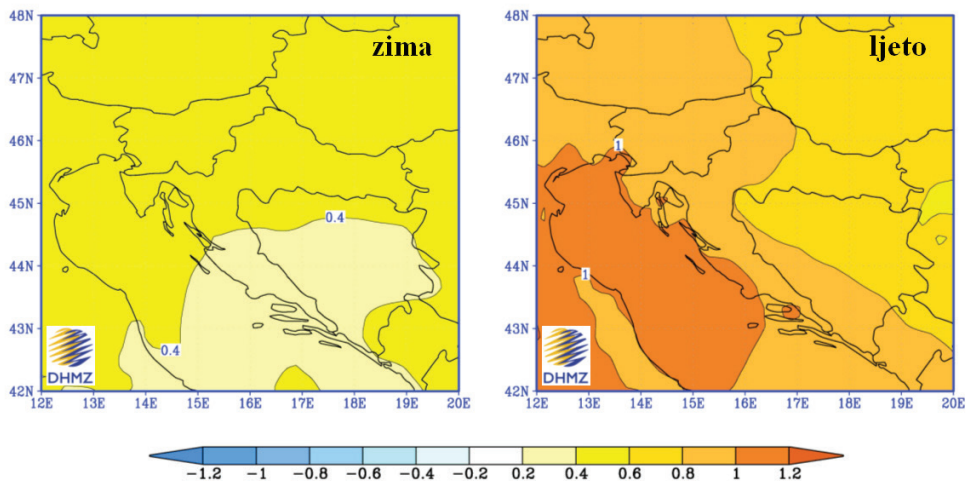 zima
48N
47N
46N
45N
44N
43N
42N
12E 13E 14E 15E 16E 17E 18E 19E 20E
0.4
0.4
DHMZ
ljeto
48N
47N
46N
45N
44N
43N
42N
12E 13E 14E 15E 16E 17E 18E 19E 20E
1
1
DHMZ
-1.2 -1 -0.8 -0.6 -0.4 -0.2 0.2 0.4 0.6 0.8 1 1.2